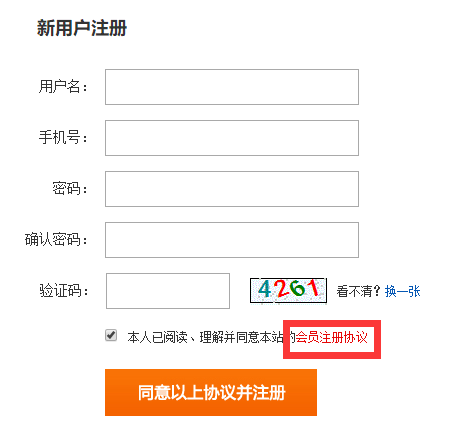 新用户注册
用户名：
手机号：
密码：
确认密码：
验证码： 4261 看不清？换一张
本人已阅读、理解并同意本站的会员注册协议
同意以上协议并注册